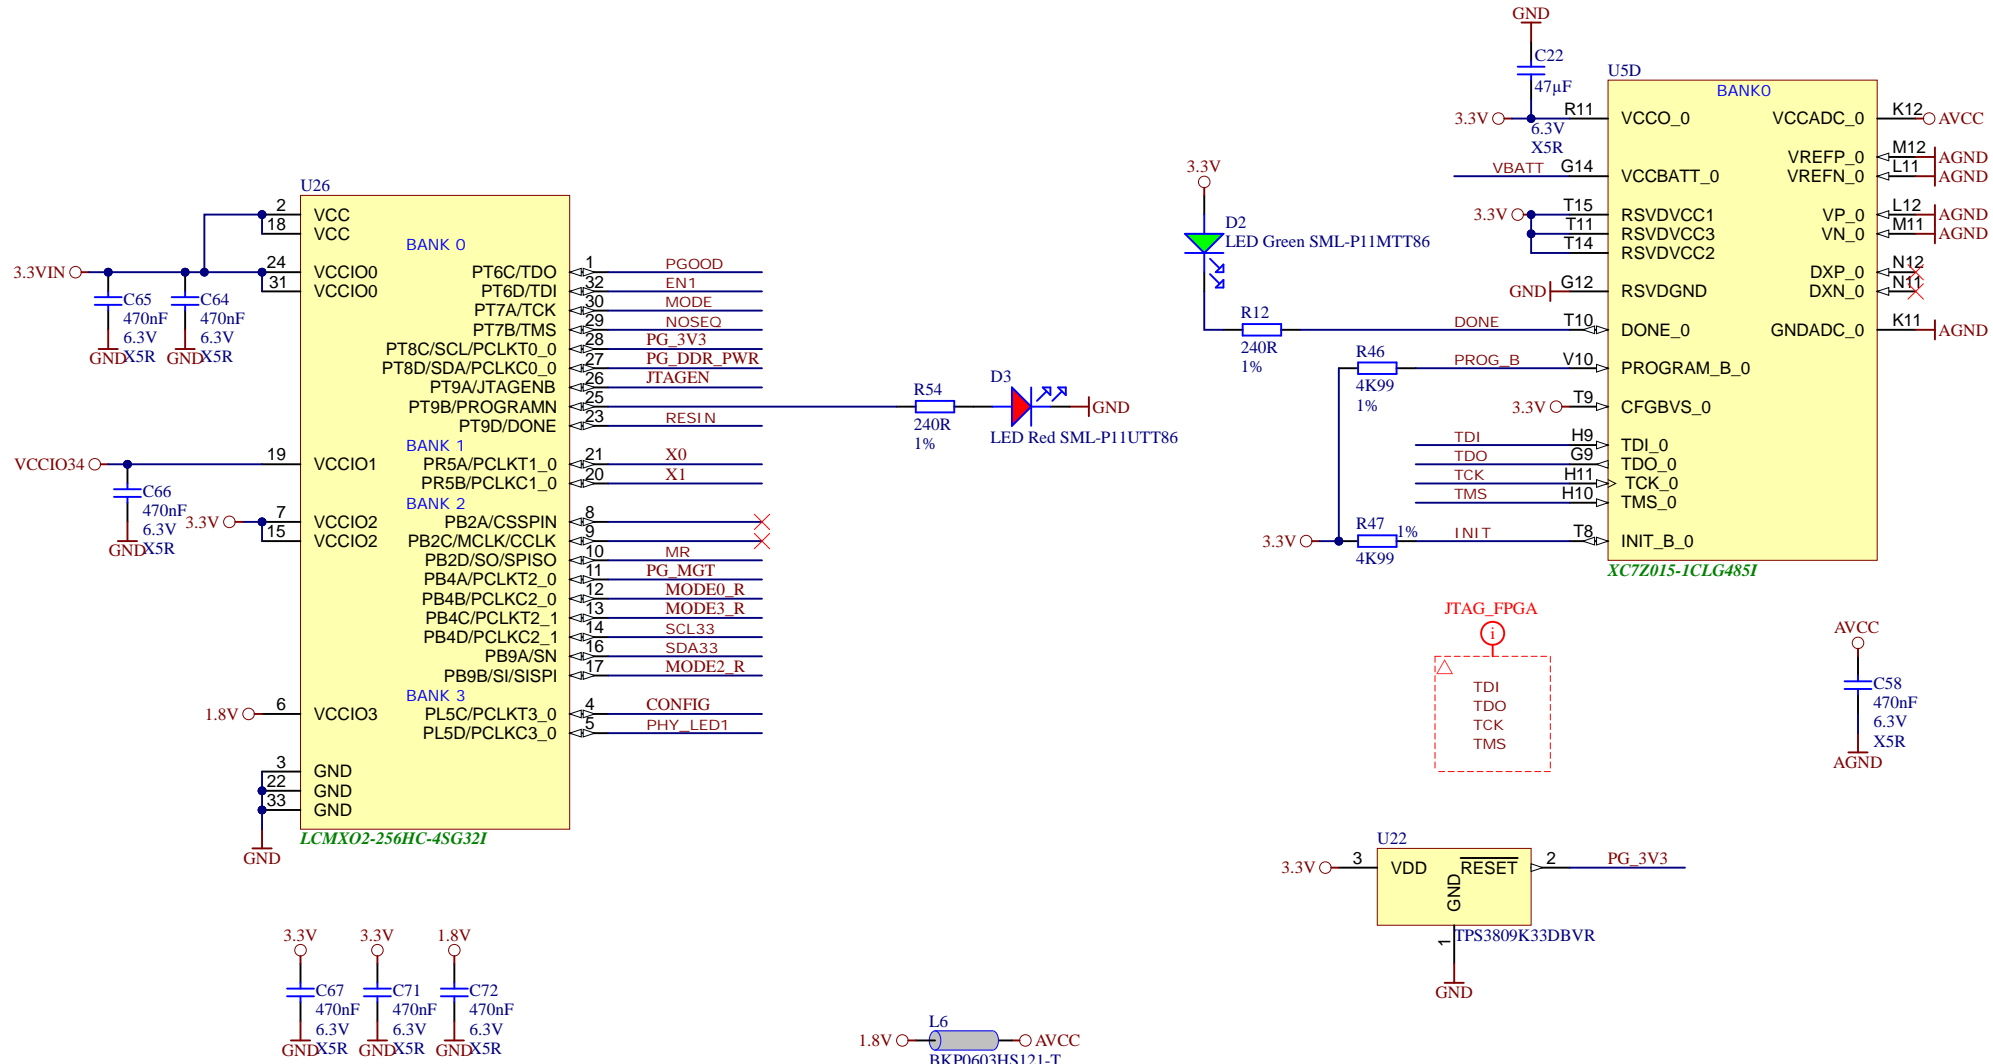 U26
2 VCC
18 VCC
BANK 0
3.3VIN
24 VCCIO0
31 VCCIO0
PT6C/TDO 1 PGOOD
PT6D/TDI 32 EN1
PT7A/TCK 30 MODE
PT7B/TMS 29 NOSEQ
PT8C/SCL/PCLKT0_0 28 PG_3V3
PT8D/SDA/PCLKC0_0 27 PG_DDR_PWR
PT9A/JTAGENB 26 JTAGEN
PT9B/PROGRAMN 25
PT9D/DONE 23 RESIN
C65
470nF
6.3V
X5R
GND
C64
470nF
6.3V
X5R
GND
R54
240R
1%
D3
GND
LED Red SML-P11UTT86
BANK 1
VCCIO34 19 VCCIO1
PR5A/PCLKT1_0 21 X0
PR5B/PCLKC1_0 20 X1
C66
470nF
6.3V
X5R
GND
BANK 2
3.3V 7 VCCIO2
15 VCCIO2
PB2A/CSSPIN 8
PB2C/MCLK/CCLK 9
PB2D/SO/SPISO 10 MR
PB4A/PCLKT2_0 11 PG_MGT
PB4B/PCLKC2_0 12 MODE0_R
PB4C/PCLKT2_1 13 MODE3_R
PB4D/PCLKC2_1 14 SCL33
PB9A/SN 16 SDA33
PB9B/SI/SISPI 17 MODE2_R
BANK 3
1.8V 6 VCCIO3
PL5C/PCLKT3_0 4 CONFIG
PL5D/PCLKC3_0 5 PHY_LED1
3 GND
22 GND
33 GND
GND
LCMXO2-256HC-4SG32I
3.3V
C67
470nF
6.3V
X5R
GND
3.3V
C71
470nF
6.3V
X5R
GND
1.8V
C72
470nF
6.3V
X5R
GND
1.8V L6 AVCC
BKP0603HS121-T
GND
C22
47µF
6.3V
X5R
U5D
BANK0
3.3V R11 VCCO_0
VBATT G14 VCCBATT_0
3.3V T15 RSVDVCC1
T11 RSVDVCC3
T14 RSVDVCC2
GND G12 RSVDGND
DONE T10 DONE_0
PROG_B V10 PROGRAM_B_0
3.3V T9 CFGBVS_0
TDI H9 TDI_0
TDO G9 TDO_0
TCK H11 TCK_0
TMS H10 TMS_0
INIT T8 INIT_B_0
VCCADC_0 K12 AVCC
VREFP_0 M12 AGND
VREFN_0 L11 AGND
VP_0 L12 AGND
VN_0 M11 AGND
DXP_0 N12
DXN_0 N11
GNDADC_0 K11 AGND
XC7Z015-1CLG485I
3.3V
D2
LED Green SML-P11MTT86
R12
240R
1%
R46
4K99
1%
3.3V
R47 1%
4K99
JTAG_FPGA
i
TDI
TDO
TCK
TMS
AVCC
C58
470nF
6.3V
X5R
AGND
U22
3.3V 3 VDD RESET 2 PG_3V3
GND
1
TPS3809K33DBVR
GND